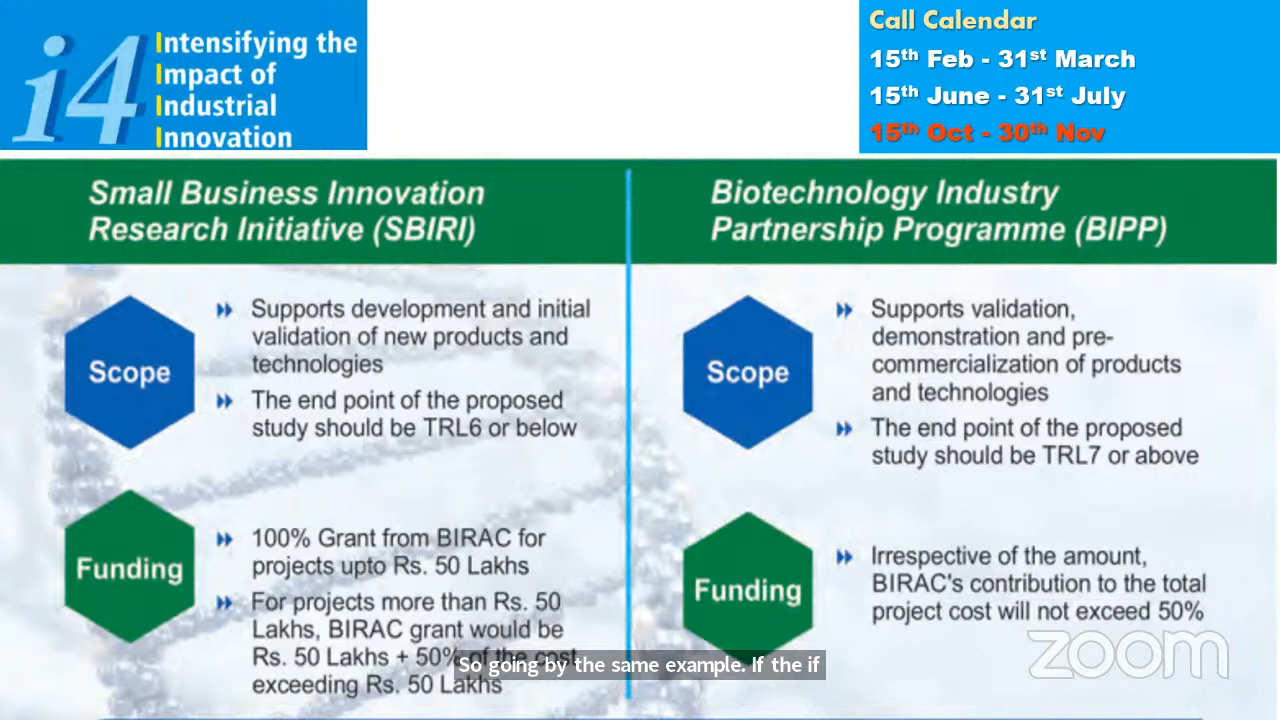 i4
Intensifying the
Impact of
Industrial
Innovation
Call Calendar
15th Feb - 31st March
15th June - 31st July
15th Oct - 30th Nov
Small Business Innovation
Research Initiative (SBIRI)
Scope
Supports development and initial
validation of new products and
technologies
The end point of the proposed
study should be TRL6 or below
Funding
100% Grant from BIRAC for
projects upto Rs. 50 Lakhs
For projects more than Rs. 50
Lakhs, BIRAC grant would be
Rs. 50 Lakhs + 50% of the cost
exceeding Rs. 50 Lakhs
Biotechnology Industry
Partnership Programme (BIPP)
Scope
Supports validation,
demonstration and pre-
commercialization of products
and technologies
The end point of the proposed
study should be TRL7 or above
Funding
Irrespective of the amount,
BIRAC's contribution to the total
project cost will not exceed 50%
zoom
So going by the same example. If the if